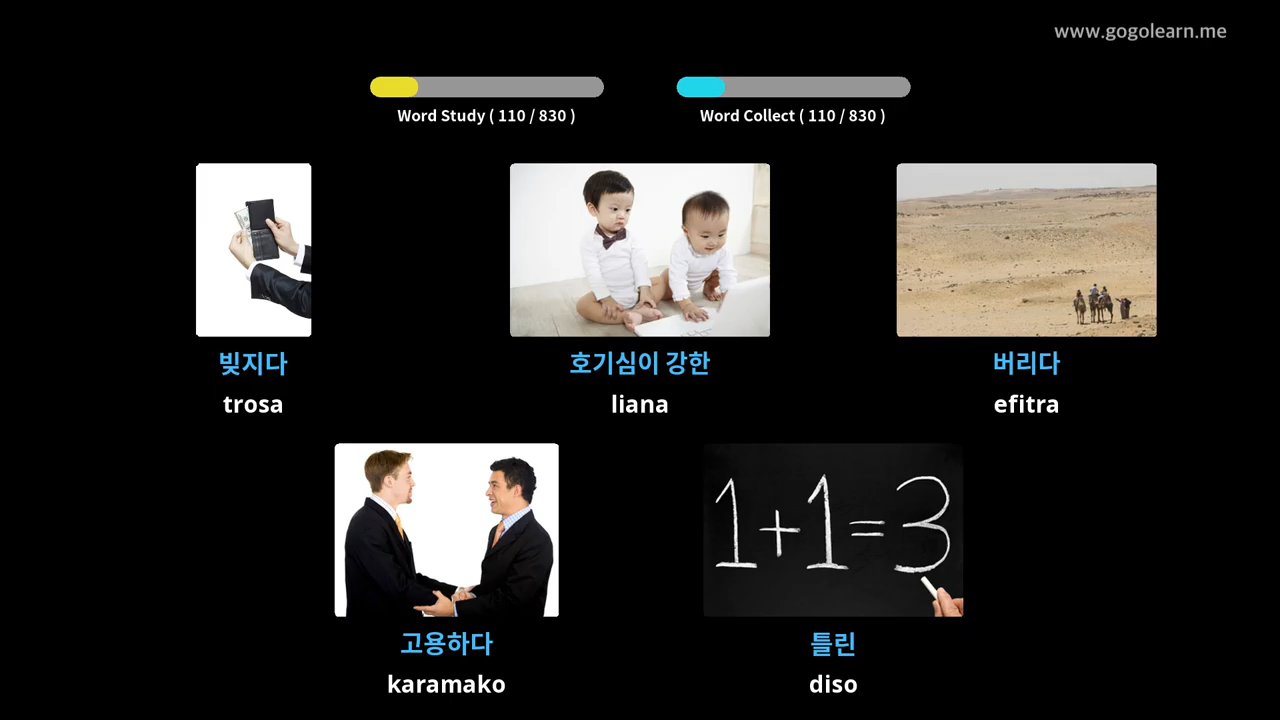 www.gogolearn.me
Word Study ( 110 / 830 )
Word Collect ( 110 / 830 )
빚지다
trosa
호기심이 강한
liana
버리다
efitra
고용하다
karamako
1+1=3
틀린
diso